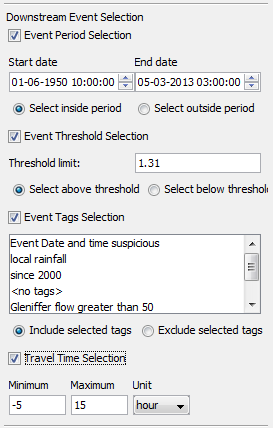 Downstream Event Selection
Event Period Selection
Start date End date
01-06-1950 10:00:00 05-03-2013 03:00:00
Select inside period Select outside period
Event Threshold Selection
Threshold limit: 1.31
Select above threshold Select below threshold
Event Tags Selection
Event Date and time suspicious
local rainfall
since 2000
<no tags>
Gleniffer flow greater than 50
Include selected tags Exclude selected tags
Travel Time Selection
Minimum Maximum Unit
-5 15 hour